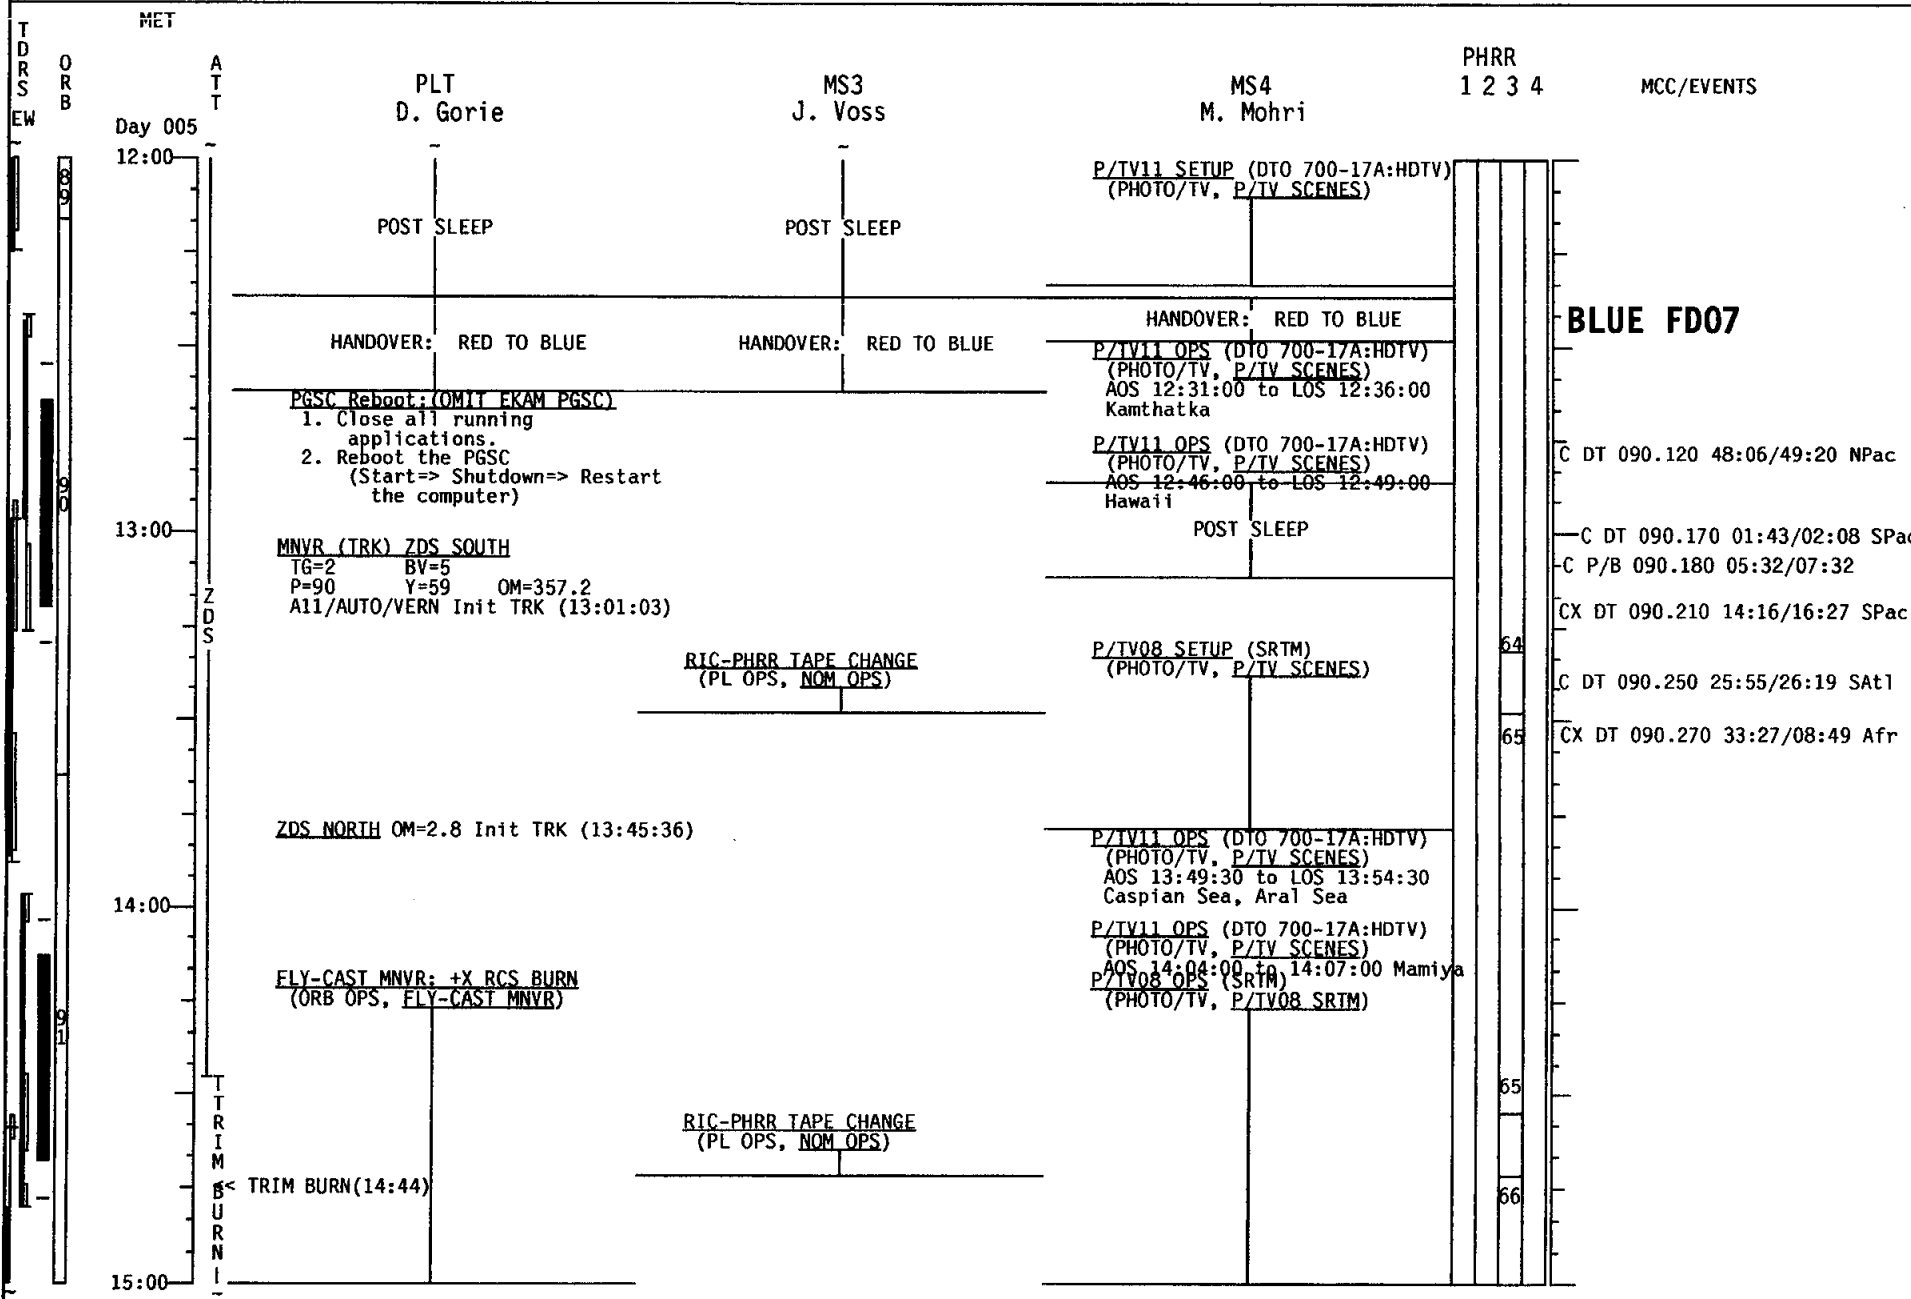 MET
TDRS
EW
ORB
ATT
PLT
D. Gorie
MS3
J. Voss
MS4
M. Mohri
PHRR
1 2 3 4
MCC/EVENTS
Day 005
12:00
89
POST SLEEP
POST SLEEP
P/TV11 SETUP (DTO 700-17A:HDTV)
(PHOTO/TV, P/TV SCENES)
HANDOVER: RED TO BLUE
HANDOVER: RED TO BLUE
HANDOVER: RED TO BLUE
BLUE FD07
P/TV11 OPS (DTO 700-17A:HDTV)
(PHOTO/TV, P/TV SCENES)
AOS 12:31:00 to LOS 12:36:00
Kamthatka
PGSC Reboot:(OMIT EKAM PGSC)
1. Close all running
applications.
2. Reboot the PGSC
(Start=> Shutdown=> Restart
the computer)
P/TV11 OPS (DTO 700-17A:HDTV)
(PHOTO/TV, P/TV SCENES)
AOS 12:46:00 to LOS 12:49:00
Hawaii
C DT 090.120 48:06/49:20 NPac
90
13:00
POST SLEEP
C DT 090.170 01:43/02:08 SPac
C P/B 090.180 05:32/07:32
MNVR (TRK) ZDS SOUTH
TG=2 BV=5
P=90 Y=59 OM=357.2
A11/AUTO/VERN Init TRK (13:01:03)
ZDS
CX DT 090.210 14:16/16:27 SPac
RIC-PHRR TAPE CHANGE
(PL OPS, NOM OPS)
P/TV08 SETUP (SRTM)
(PHOTO/TV, P/TV SCENES)
64
C DT 090.250 25:55/26:19 SAtl
65
CX DT 090.270 33:27/08:49 Afr
ZDS NORTH OM=2.8 Init TRK (13:45:36)
P/TV11 OPS (DTO 700-17A:HDTV)
(PHOTO/TV, P/TV SCENES)
AOS 13:49:30 to LOS 13:54:30
Caspian Sea, Aral Sea
14:00
P/TV11 OPS (DTO 700-17A:HDTV)
(PHOTO/TV, P/TV SCENES)
AOS 14:04:00 to 14:07:00 Mamiya
FLY-CAST MNVR: +X RCS BURN
(ORB OPS, FLY-CAST MNVR)
P/TV08 OPS (SRTM)
(PHOTO/TV, P/TV08 SRTM)
91
TRIM BURN
65
RIC-PHRR TAPE CHANGE
(PL OPS, NOM OPS)
<< TRIM BURN(14:44)
66
15:00